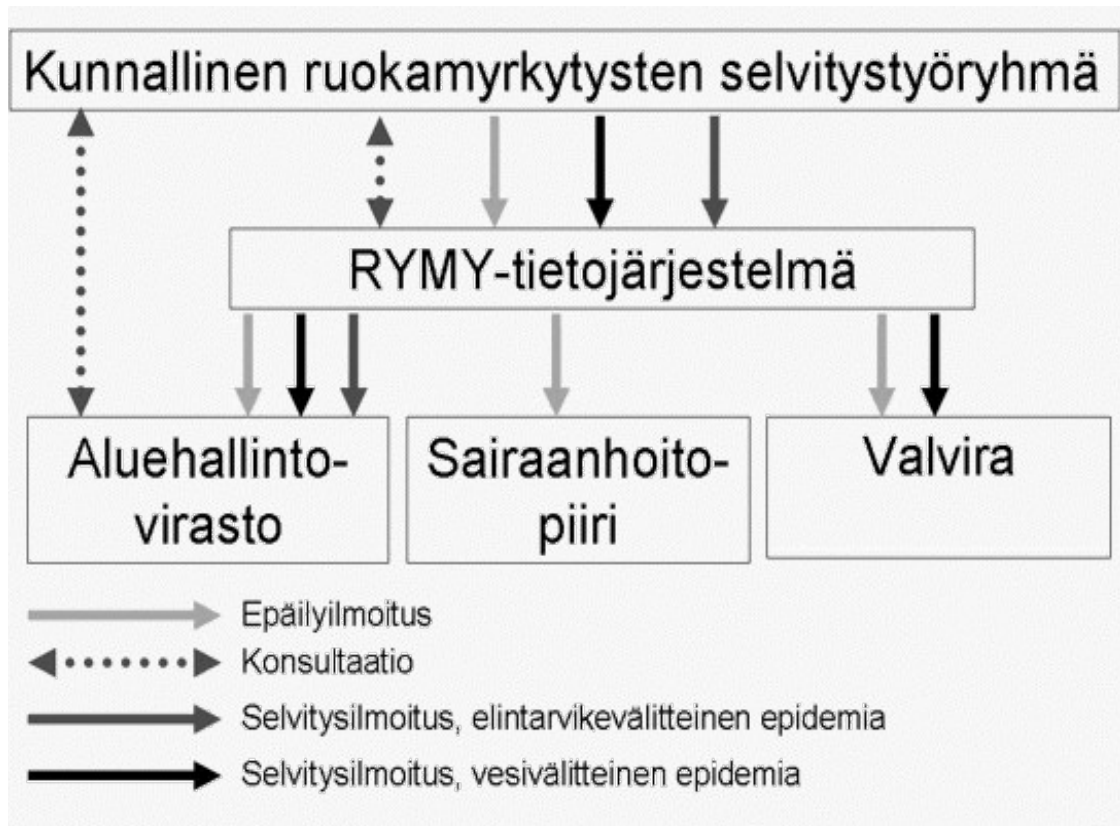 Kunnallinen ruokamyrkytysten selvitystyöryhmä
RYMY-tietojärjestelmä
Aluehallinto-
virasto
Sairaanhoito-
piiri
Valvira
Epäilyilmoitus
Konsultaatio
Selvitysilmoitus, elintarvikevälitteinen epidemia
Selvitysilmoitus, vesivälitteinen epidemia